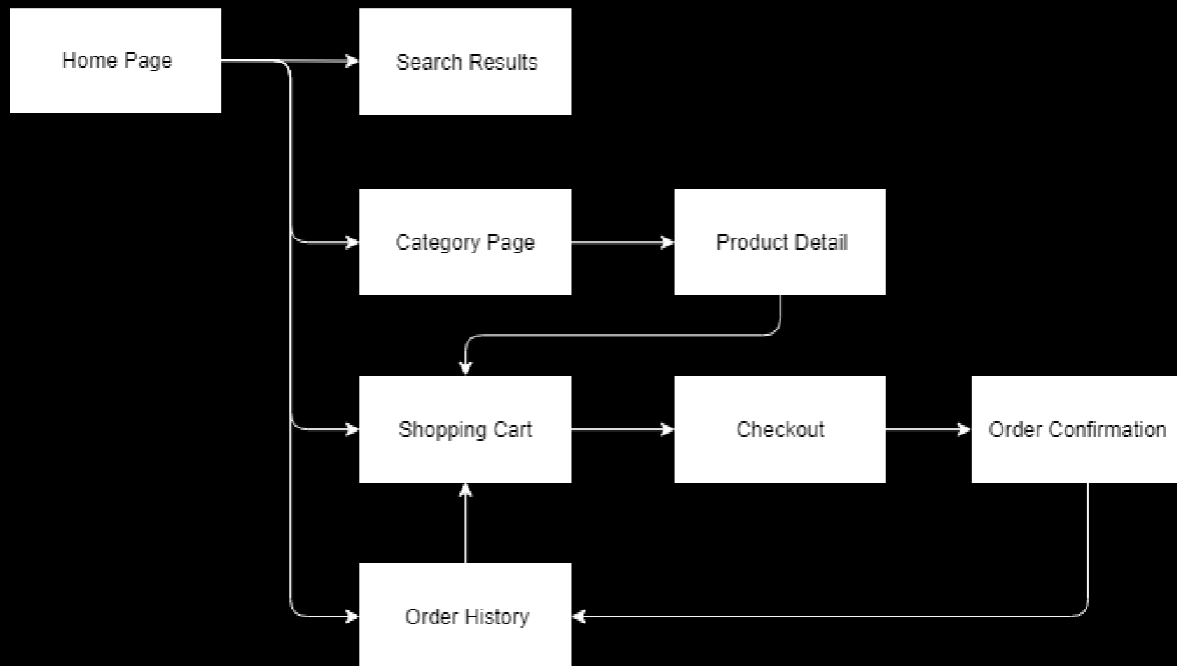 Home Page
Search Results
Category Page
Product Detail
Shopping Cart
Checkout
Order Confirmation
Order History